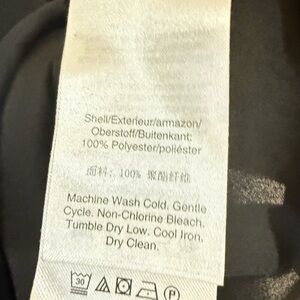 Shell/Exterieur/armazon/
Oberstoff/Buitenkant:
100% Polyester/poliéster
面料: 100% 聚酯纤维
Machine Wash Cold, Gentle
Cycle. Non-Chlorine Bleach.
Tumble Dry Low. Cool Iron.
Dry Clean.
30
P